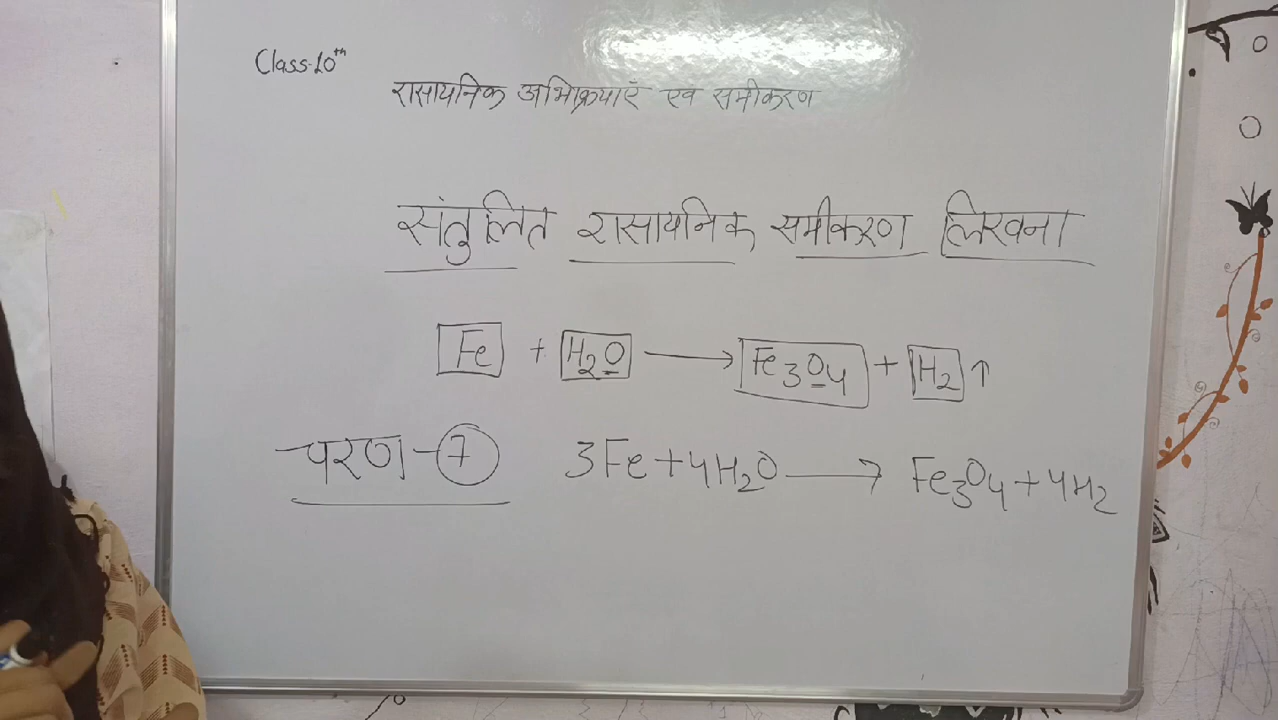 Class-10th
रासायनिक अभिक्रियाएं एवं समीकरण
संतुलित रासायनिक समीकरण लिखना
Fe + H2O → Fe3O4 + H2 ↑
चरण-7 3Fe+4H2O → Fe3O4+4H2